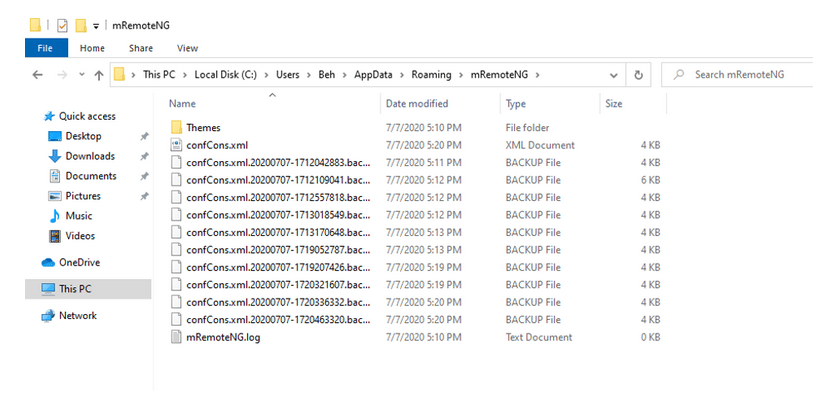 mRemoteNG
File Home Share View
This PC > Local Disk (C:) > Users > Beh > AppData > Roaming > mRemoteNG > Search mRemoteNG
Name Date modified Type Size
Quick access
Desktop
Downloads
Documents
Pictures
Music
Videos
OneDrive
This PC
Network
Themes 7/7/2020 5:10 PM File folder
confCons.xml 7/7/2020 5:20 PM XML Document 4 KB
confCons.xml.20200707-1712042883.bac... 7/7/2020 5:11 PM BACKUP File 4 KB
confCons.xml.20200707-1712109041.bac... 7/7/2020 5:12 PM BACKUP File 6 KB
confCons.xml.20200707-1712557818.bac... 7/7/2020 5:12 PM BACKUP File 4 KB
confCons.xml.20200707-1713018549.bac... 7/7/2020 5:12 PM BACKUP File 4 KB
confCons.xml.20200707-1713170648.bac... 7/7/2020 5:13 PM BACKUP File 4 KB
confCons.xml.20200707-1719052787.bac... 7/7/2020 5:13 PM BACKUP File 4 KB
confCons.xml.20200707-1719207426.bac... 7/7/2020 5:19 PM BACKUP File 4 KB
confCons.xml.20200707-1720321607.bac... 7/7/2020 5:19 PM BACKUP File 4 KB
confCons.xml.20200707-1720336332.bac... 7/7/2020 5:20 PM BACKUP File 4 KB
confCons.xml.20200707-1720463320.bac... 7/7/2020 5:20 PM BACKUP File 4 KB
mRemoteNG.log 7/7/2020 5:10 PM Text Document 0 KB